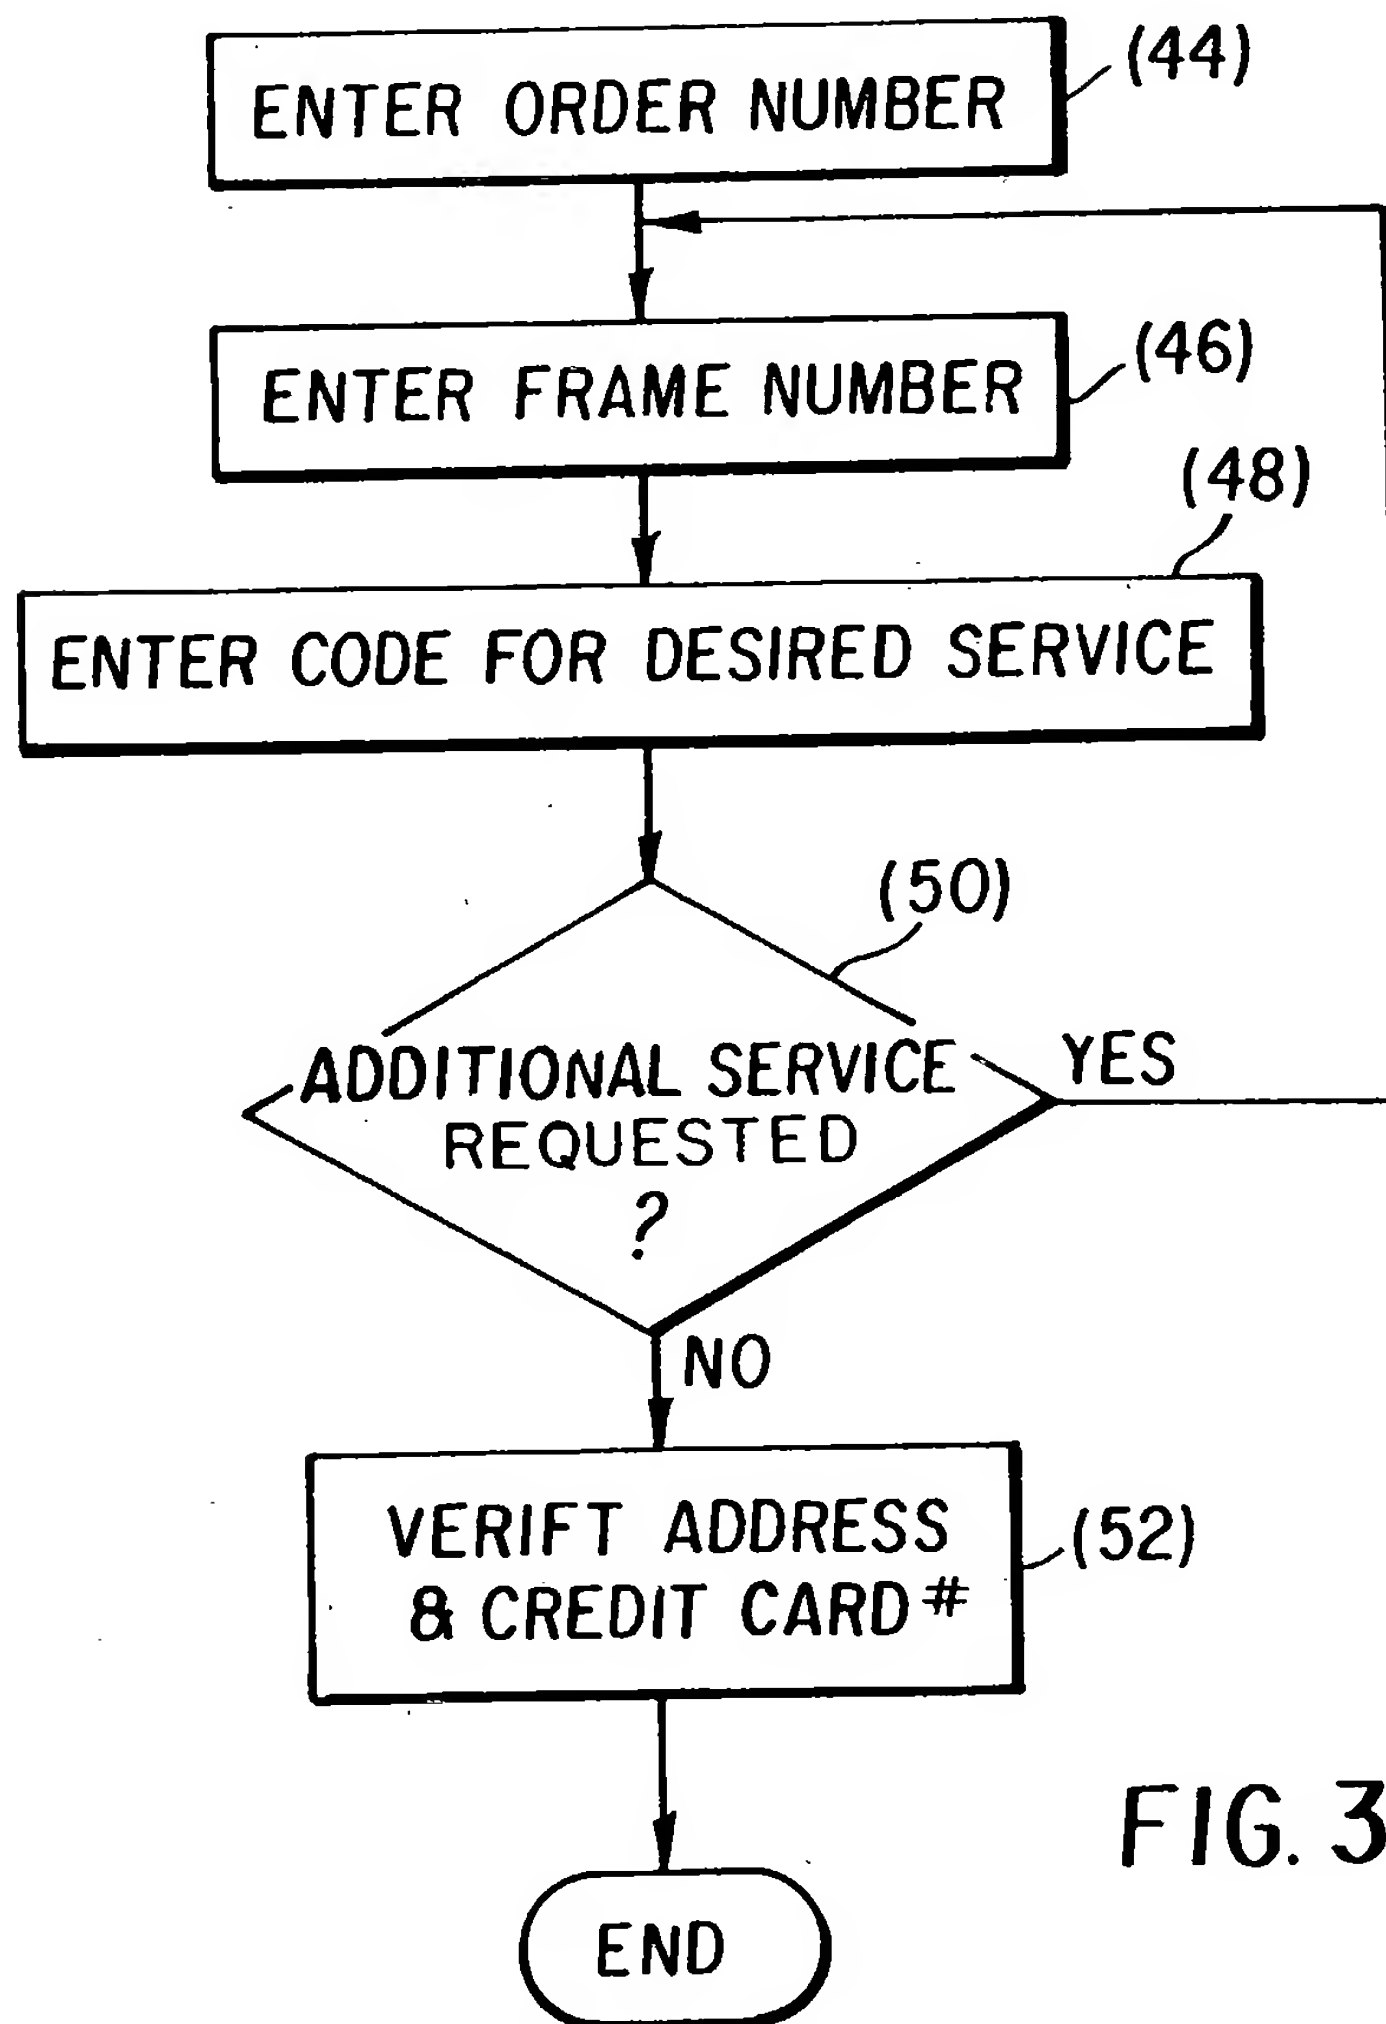 ENTER ORDER NUMBER
(44)
ENTER FRAME NUMBER
(46)
(48)
ENTER CODE FOR DESIRED SERVICE
(50)
ADDITIONAL SERVICE
REQUESTED
?
YES
NO
VERIFT ADDRESS
& CREDIT CARD #
(52)
FIG. 3
END